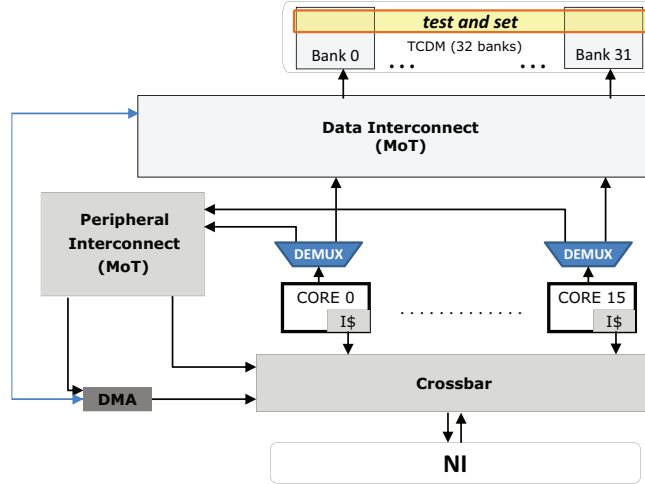 test and set
Bank 0
TCDM (32 banks)
Bank 31
... ...
Data Interconnect
(MoT)
Peripheral
Interconnect
(MoT)
DEMUX
DEMUX
CORE 0
I$
. . . . . . . . . . . .
CORE 15
I$
Crossbar
DMA
NI